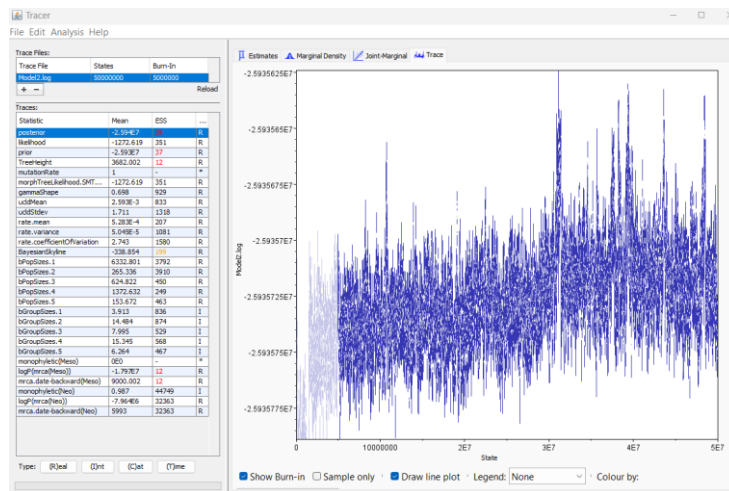 Tracer
File Edit Analysis Help
Trace Files:
Trace File States Burn-In
Model2.log 50000000 5000000
+ − Reload
Traces:
Statistic Mean ESS ...
posterior -2.594E7 R
likelihood -1272.619 351 R
prior -2.593E7 37 R
TreeHeight 3682.002 12 R
mutationRate 1 - *
morphTreeLikelihood.SMT.... -1272.619 351 R
gammaShape 0.698 929 R
uddMean 2.593E-3 833 R
uddStdev 1.711 1318 R
rate.mean 5.283E-4 207 R
rate.variance 5.045E-5 1081 R
rate.coefficientOfVariation 2.743 1580 R
BayesianSkyline -338.854 199 R
bPopSizes.1 6332.801 3792 R
bPopSizes.2 265.336 3910 R
bPopSizes.3 624.822 450 R
bPopSizes.4 1372.632 249 R
bPopSizes.5 153.672 463 R
bGroupSizes.1 3.913 836 I
bGroupSizes.2 14.484 874 I
bGroupSizes.3 7.995 529 I
bGroupSizes.4 15.345 568 I
bGroupSizes.5 6.264 467 I
monophyletic(Meso) 0E0 - *
logP(mrca(Meso)) -1.797E7 12 R
mrca.date-backward(Meso) 9000.002 12 R
monophyletic(Neo) 0.987 44749 I
logP(mrca(Neo)) -7.964E6 32363 R
mrca.date-backward(Neo) 5993 32363 R
Type: (R)eal (I)nt (C)at (T)ime
Estimates Marginal Density Joint-Marginal Trace
-2.5935625E7
-2.593565E7
-2.5935675E7
-2.59357E7
-2.5935725E7
-2.593575E7
-2.5935775E7
Model2.log
0 10000000 2E7 3E7 4E7 5E7
State
Show Burn-in Sample only Draw line plot Legend: None Colour by: